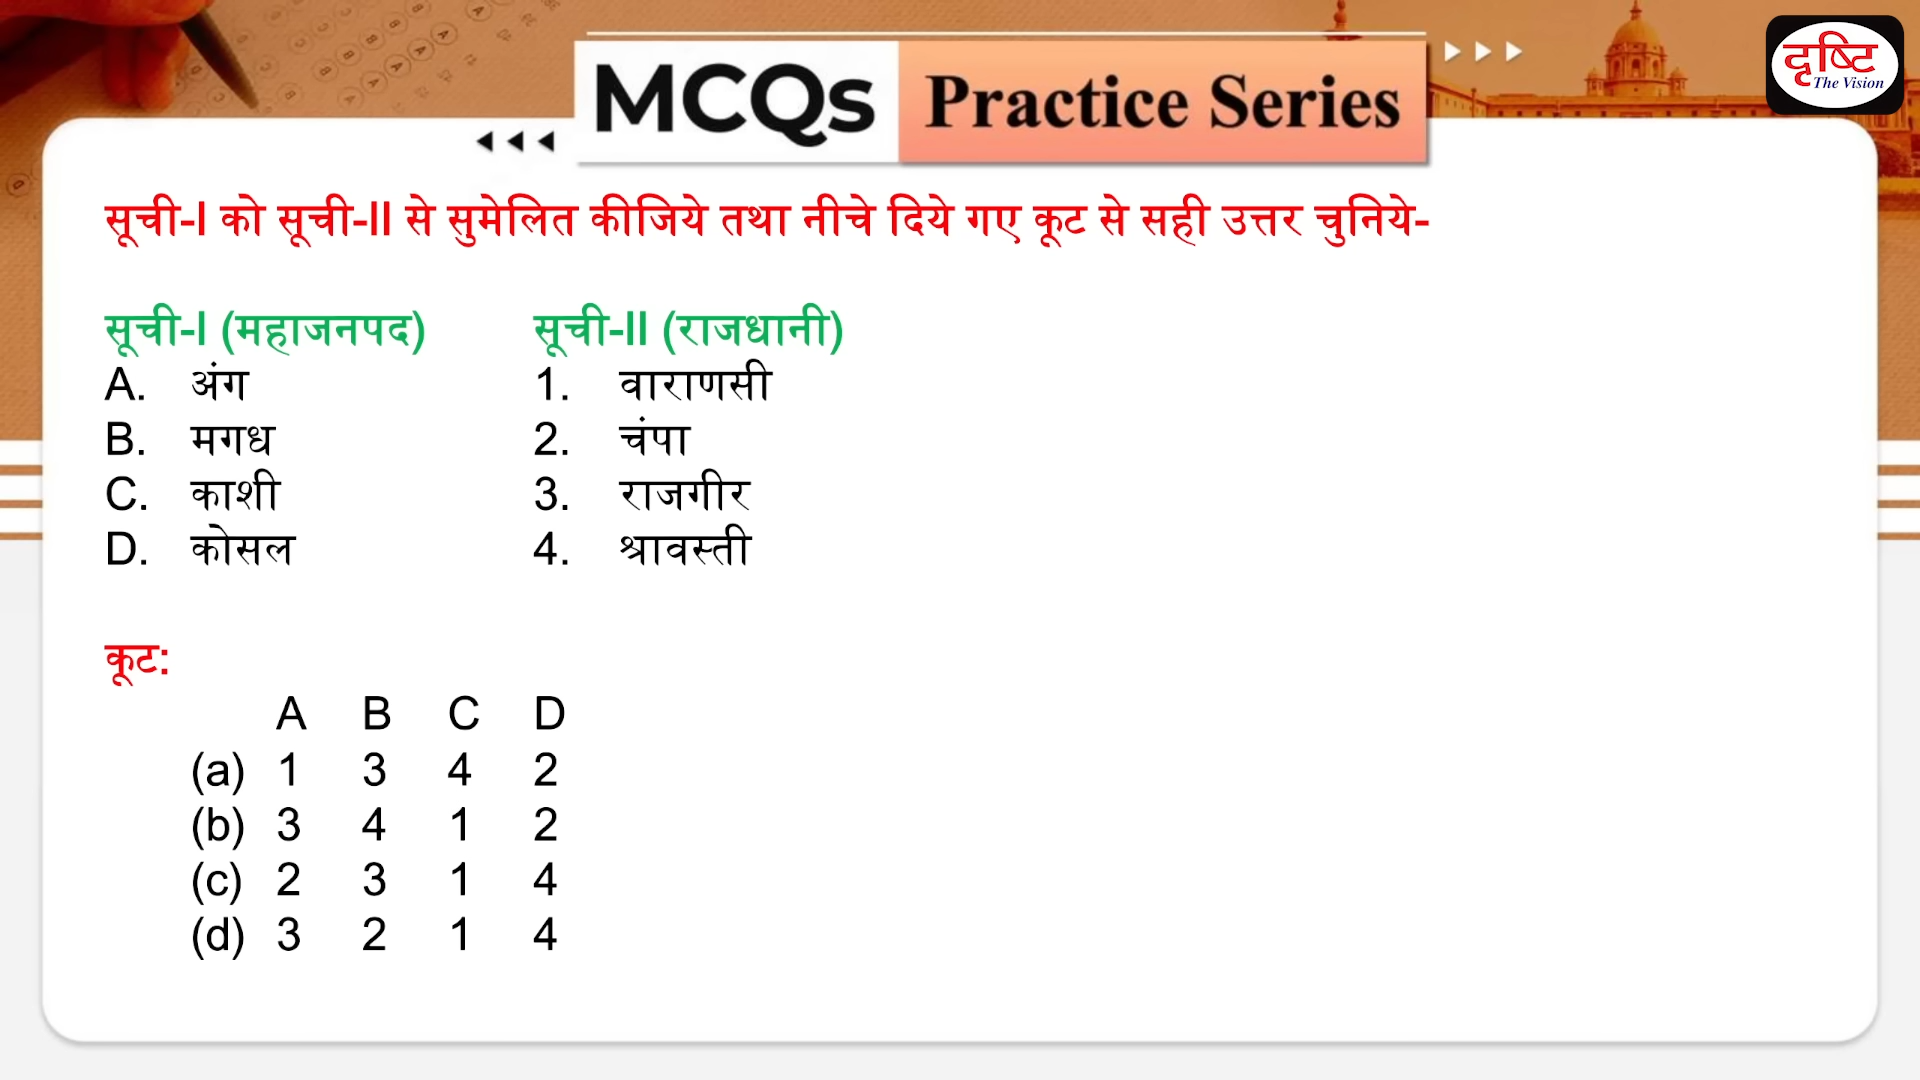 MCQs Practice Series
दृष्टि
The Vision
सूची-I को सूची-II से सुमेलित कीजिये तथा नीचे दिये गए कूट से सही उत्तर चुनिये-
सूची-I (महाजनपद) सूची-II (राजधानी)
A. अंग 1. वाराणसी
B. मगध 2. चंपा
C. काशी 3. राजगीर
D. कोसल 4. श्रावस्ती
कूट:
A B C D
(a) 1 3 4 2
(b) 3 4 1 2
(c) 2 3 1 4
(d) 3 2 1 4